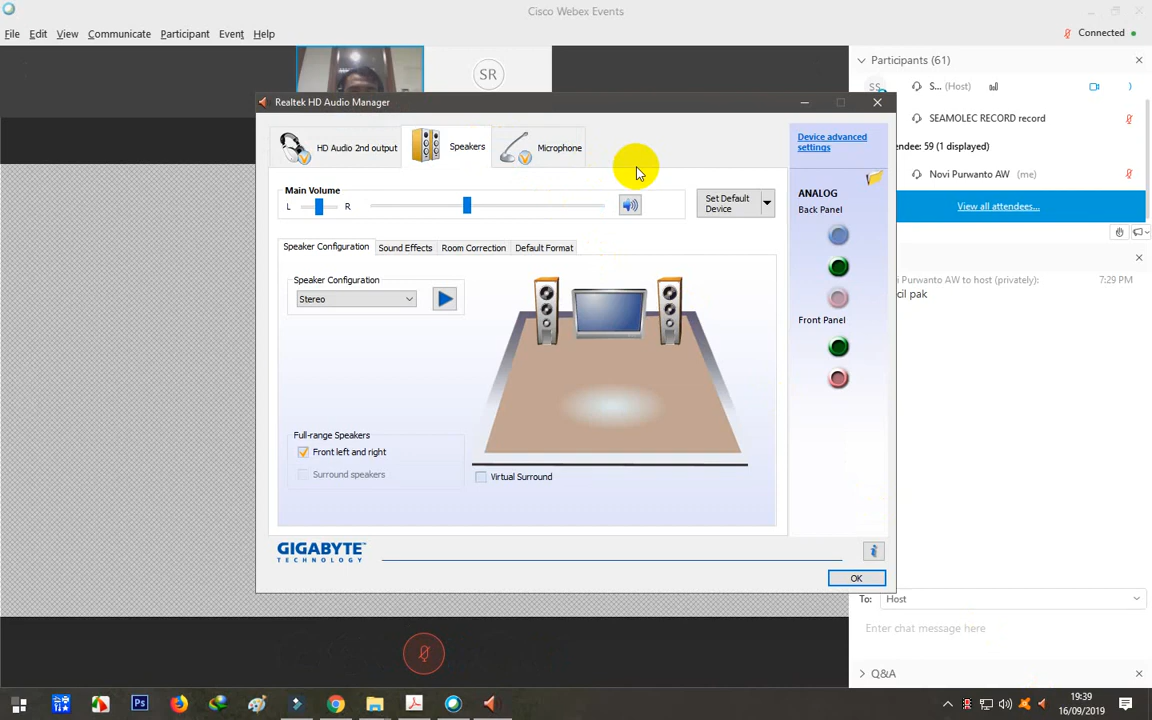 Cisco Webex Events
File Edit View Communicate Participant Event Help
Connected
SR
Participants (61)
SS
S... (Host)
SEAMOLEC RECORD record
dee: 59 (1 displayed)
Novi Purwanto AW (me)
View all attendees...
i Purwanto AW to host (privately): 7:29 PM
cil pak
Realtek HD Audio Manager
HD Audio 2nd output
Speakers
Microphone
Device advanced
settings
Main Volume
L R
Set Default
Device
ANALOG
Back Panel
Front Panel
Speaker Configuration Sound Effects Room Correction Default Format
Speaker Configuration
Stereo
Full-range Speakers
Front left and right
Surround speakers
Virtual Surround
GIGABYTE
TECHNOLOGY
i
OK
To: Host
Enter chat message here
Q&A
Ps
19:39
16/09/2019